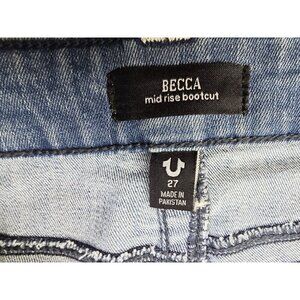 BECCA
mid rise bootcut
27
MADE IN
PAKISTAN